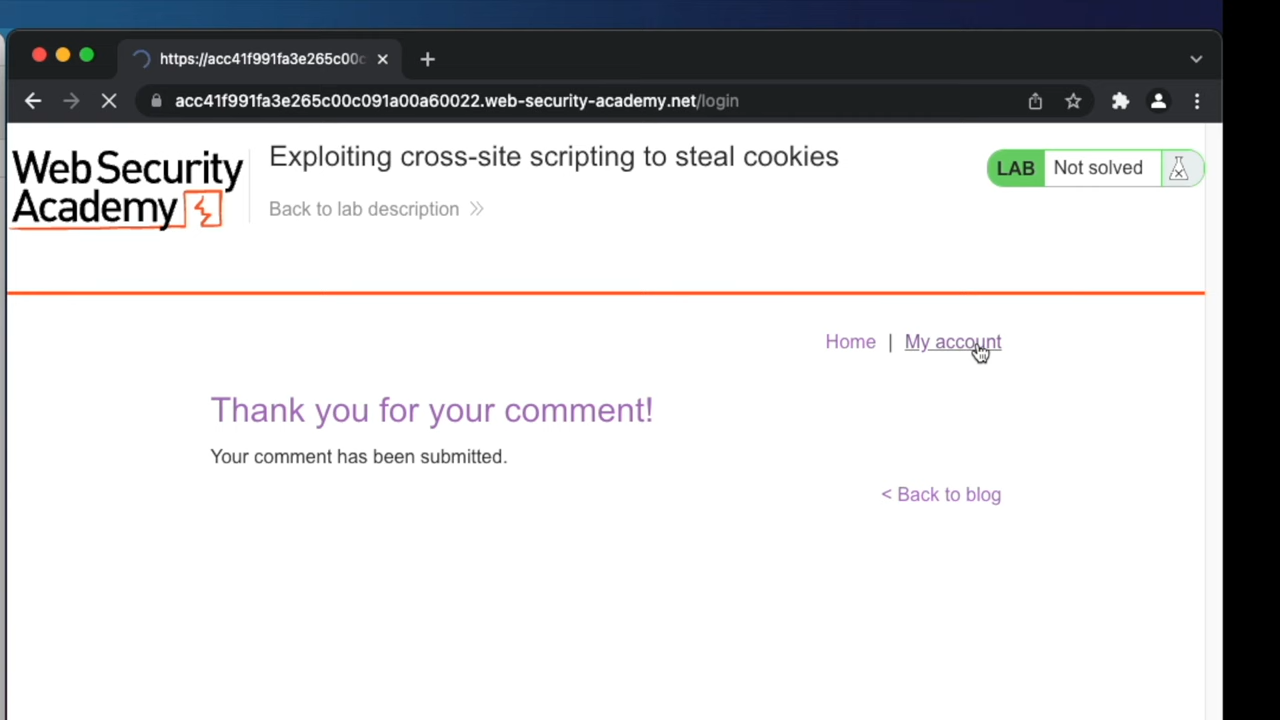 https://acc41f991fa3e265c00c
acc41f991fa3e265c00c091a00a60022.web-security-academy.net/login
Web Security
Academy
Exploiting cross-site scripting to steal cookies
Back to lab description
LAB Not solved
Home | My account
Thank you for your comment!
Your comment has been submitted.
< Back to blog